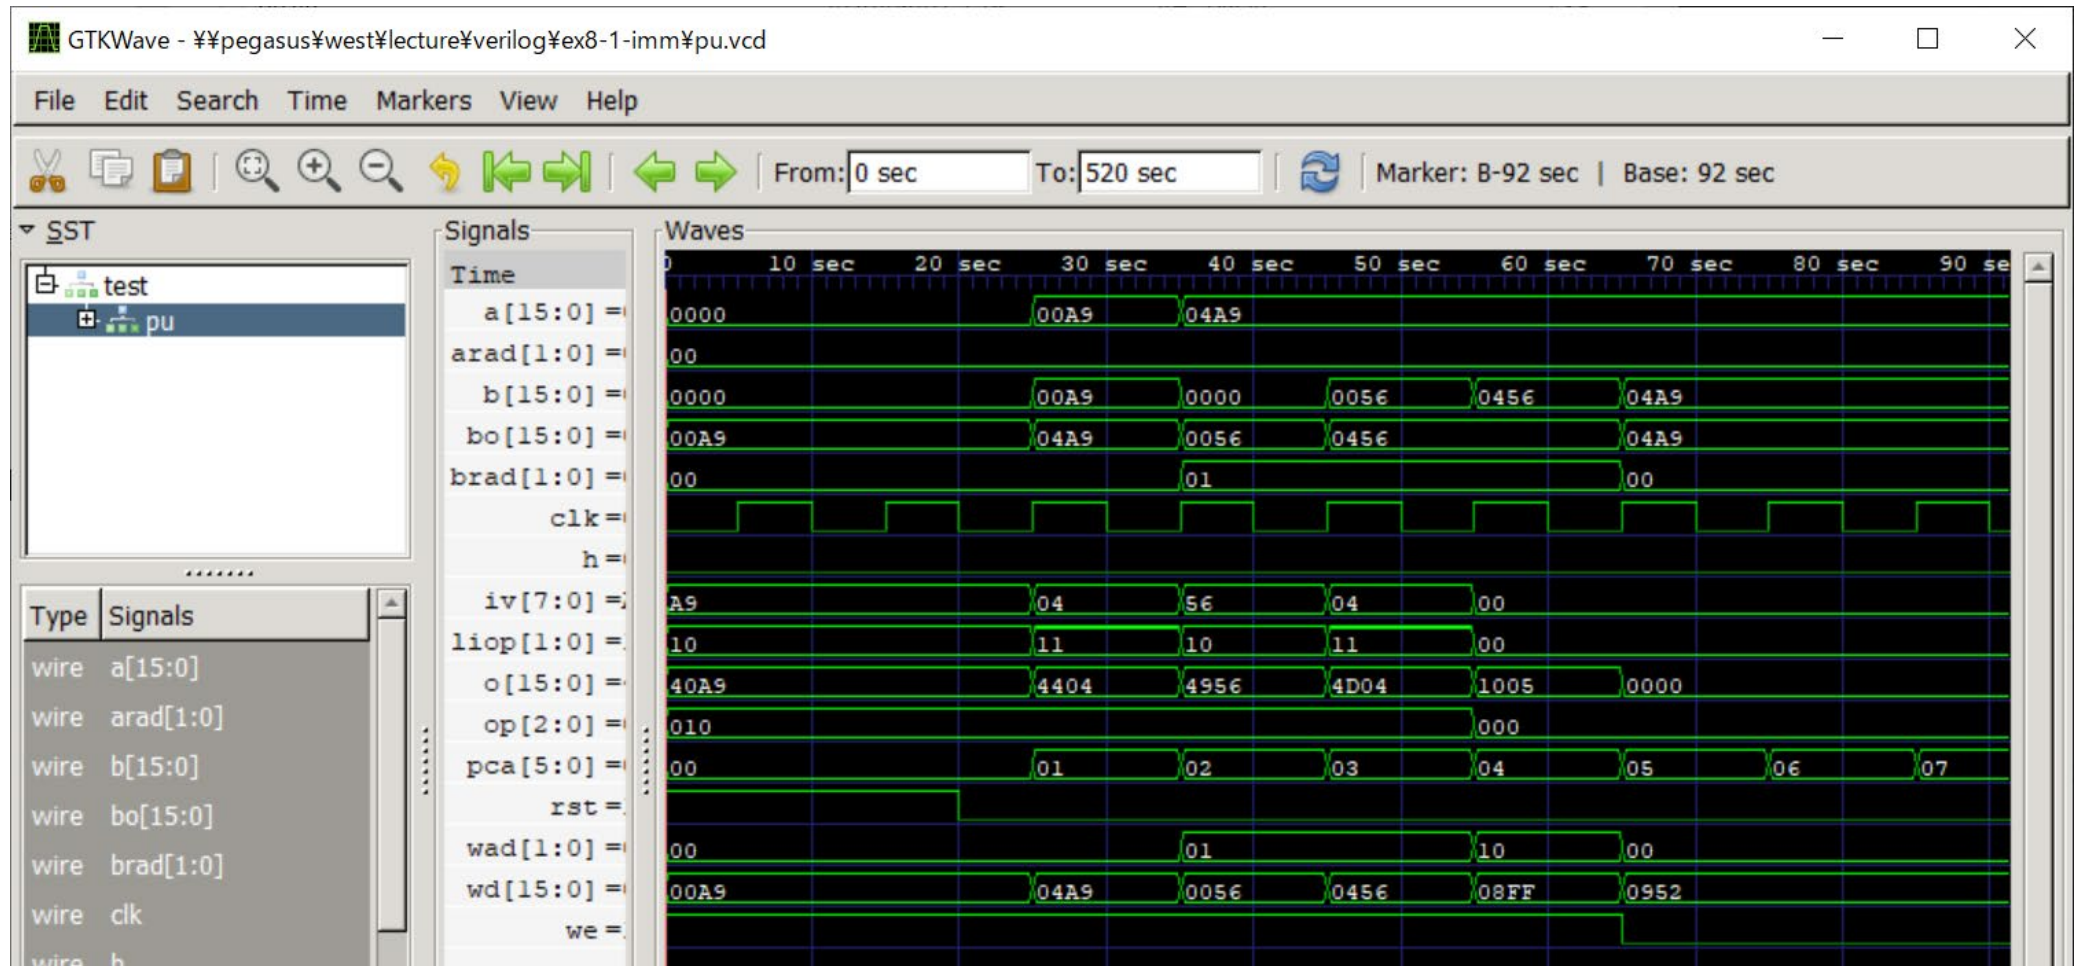 GTKWave - ¥¥pegasus¥west¥lecture¥verilog¥ex8-1-imm¥pu.vcd
File Edit Search Time Markers View Help
From: 0 sec To: 520 sec Marker: B-92 sec | Base: 92 sec
SST
test
pu
Type Signals
wire a[15:0]
wire arad[1:0]
wire b[15:0]
wire bo[15:0]
wire brad[1:0]
wire clk
wire h
Signals
Time
a[15:0] =
arad[1:0] =
b[15:0] =
bo[15:0] =
brad[1:0] =
clk =
h =
iv[7:0] =
liop[1:0] =
o[15:0] =
op[2:0] =
pca[5:0] =
rst =
wad[1:0] =
wd[15:0] =
we =
Waves
0 10 sec 20 sec 30 sec 40 sec 50 sec 60 sec 70 sec 80 sec 90 se
0000 00A9 04A9
00
0000 00A9 0000 0056 0456 04A9
00A9 04A9 0056 0456 04A9
00 01 00
A9 04 56 04 00
10 11 10 11 00
40A9 4404 4956 4D04 1005 0000
010 000
00 01 02 03 04 05 06 07
00 01 10 00
00A9 04A9 0056 0456 08FF 0952